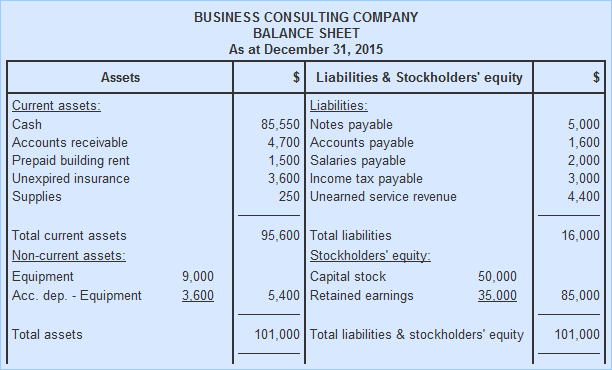 BUSINESS CONSULTING COMPANY
BALANCE SHEET
As at December 31, 2015
Assets $ Liabilities & Stockholders' equity $
Current assets: Liabilities:
Cash 85,550 Notes payable 5,000
Accounts receivable 4,700 Accounts payable 1,600
Prepaid building rent 1,500 Salaries payable 2,000
Unexpired insurance 3,600 Income tax payable 3,000
Supplies 250 Unearned service revenue 4,400
Total current assets 95,600 Total liabilities 16,000
Non-current assets: Stockholders' equity:
Equipment 9,000 Capital stock 50,000
Acc. dep. - Equipment 3,600 5,400 Retained earnings 35,000 85,000
Total assets 101,000 Total liabilities & stockholders' equity 101,000